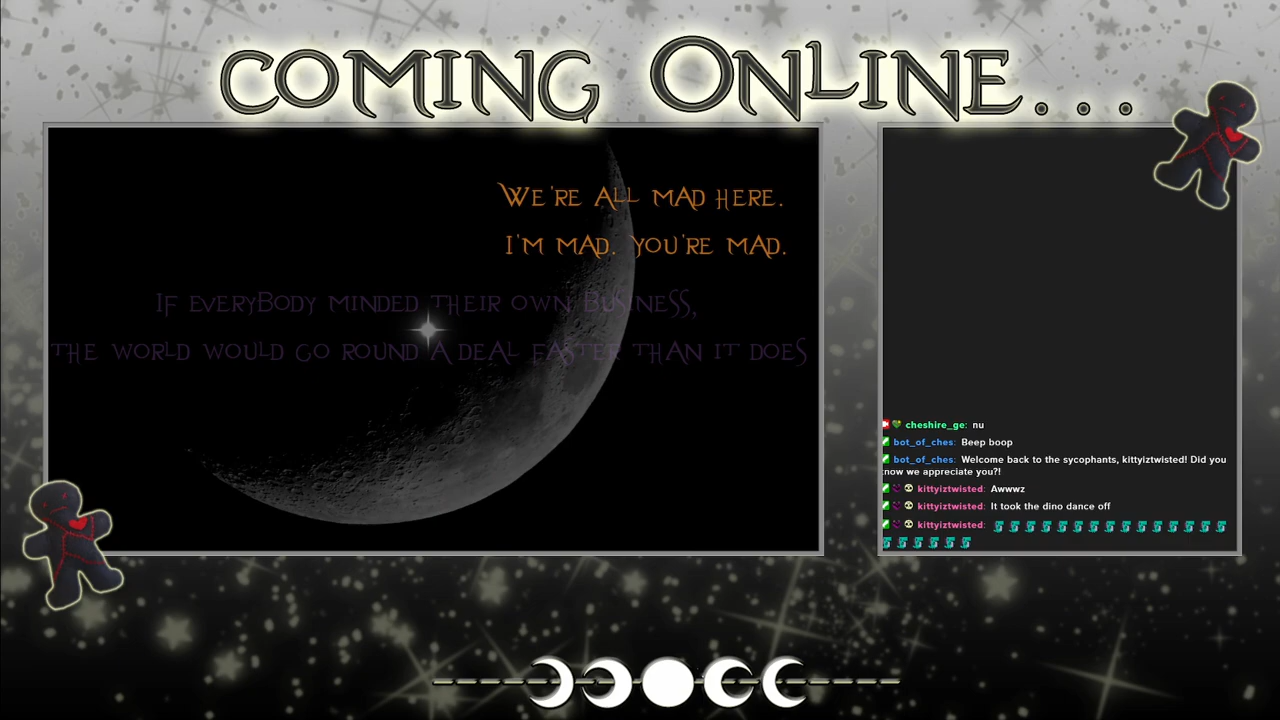 COMING ONLINE...
WE'RE ALL MAD HERE.
I'M MAD. YOU'RE MAD.
IF EVERYBODY MINDED THEIR OWN BUSINESS,
THE WORLD WOULD GO ROUND A DEAL FASTER THAN IT DOES
cheshire_ge: nu
bot_of_ches: Beep boop
bot_of_ches: Welcome back to the sycophants, kittyiztwisted! Did you
now we appreciate you?!
kittyiztwisted: Awwwz
kittyiztwisted: It took the dino dance off
kittyiztwisted: